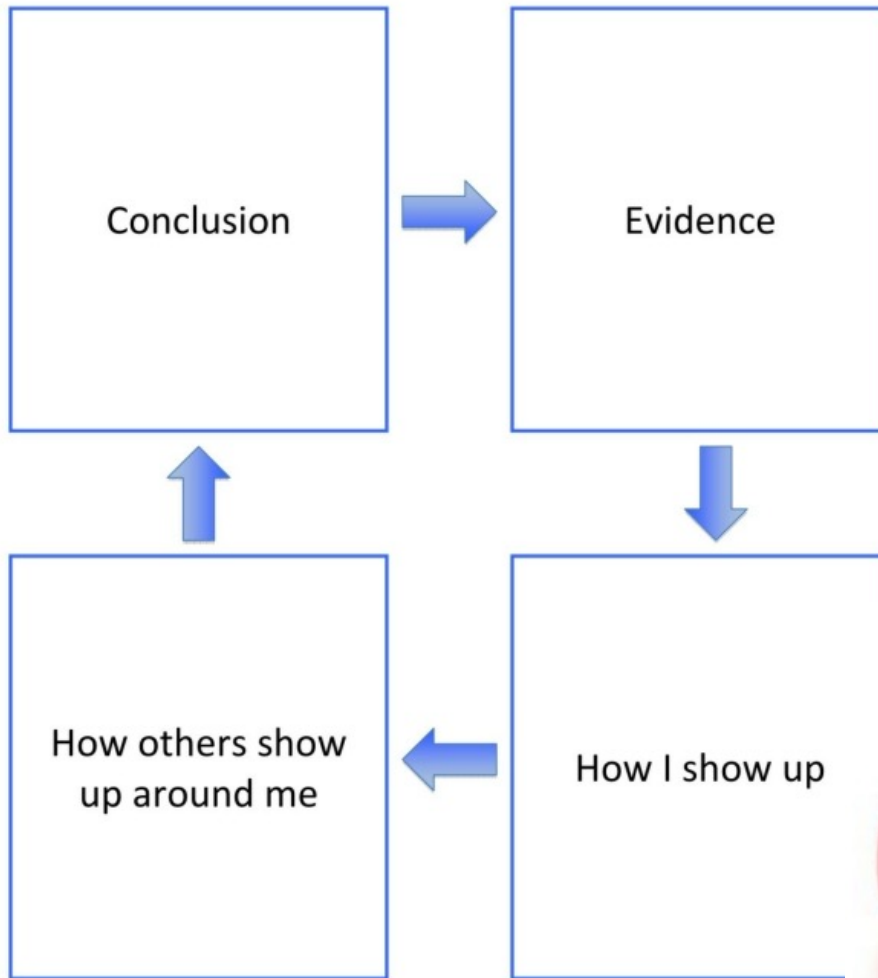 Conclusion
Evidence
How others show
up around me
How I show up